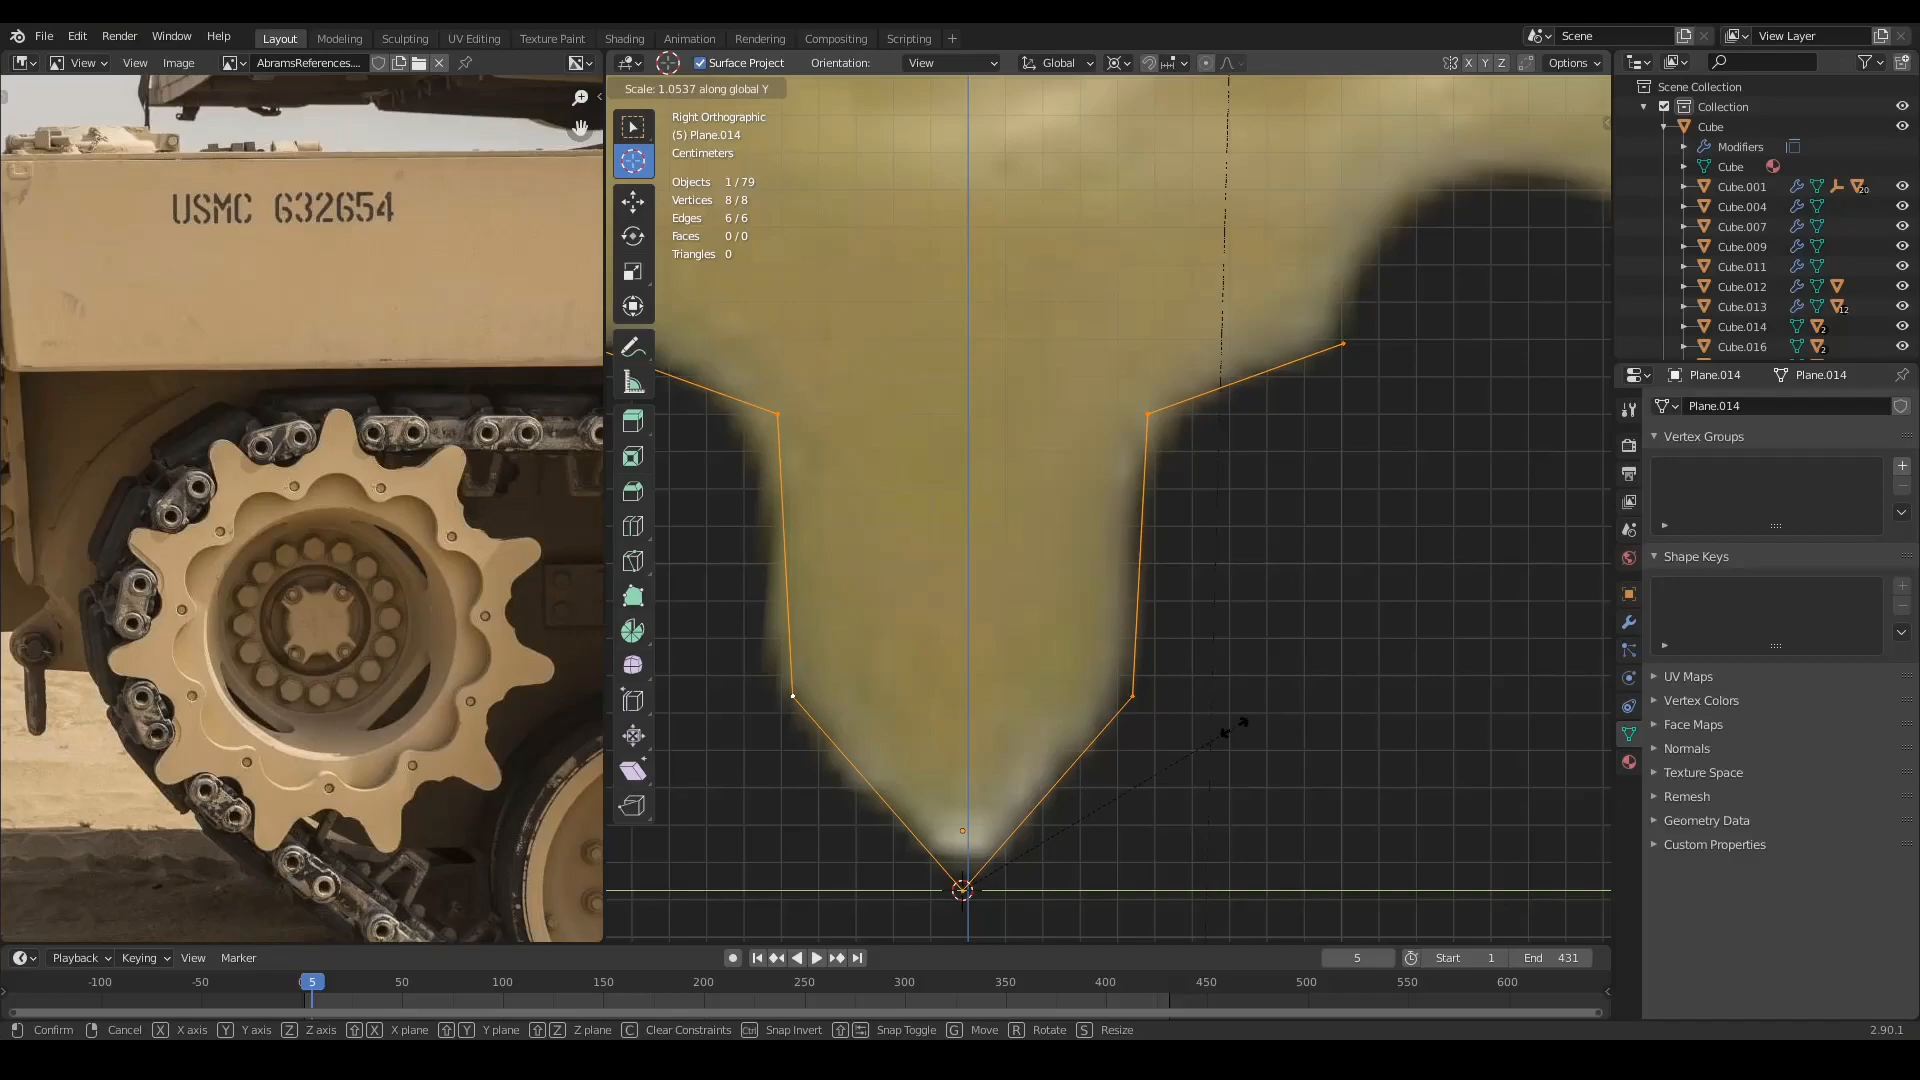 File Edit Render Window Help Layout Modeling Sculpting UV Editing Texture Paint Shading Animation Rendering Compositing Scripting + Scene View Layer
View View Image AbramsReferences.... Surface Project Orientation: View Global X Y Z Options
Scale: 1.0537 along global Y
Right Orthographic
(5) Plane.014
Centimeters
Objects 1 / 79
Vertices 8 / 8
Edges 6 / 6
Faces 0 / 0
Triangles 0
USMC 632654
Scene Collection
Collection
Cube
Modifiers
Cube
Cube.001 20
Cube.004
Cube.007
Cube.009
Cube.011
Cube.012
Cube.013 12
Cube.014 2
Cube.016 2
Plane.014 Plane.014
Plane.014
Vertex Groups
Shape Keys
UV Maps
Vertex Colors
Face Maps
Normals
Texture Space
Remesh
Geometry Data
Custom Properties
Playback Keying View Marker 5 Start 1 End 431
-100 -50 5 50 100 150 200 250 300 350 400 450 500 550 600
Confirm Cancel X X axis Y Y axis Z Z axis X X plane Y Y plane Z Z plane C Clear Constraints Ctrl Snap Invert Snap Toggle G Move R Rotate S Resize 2.90.1